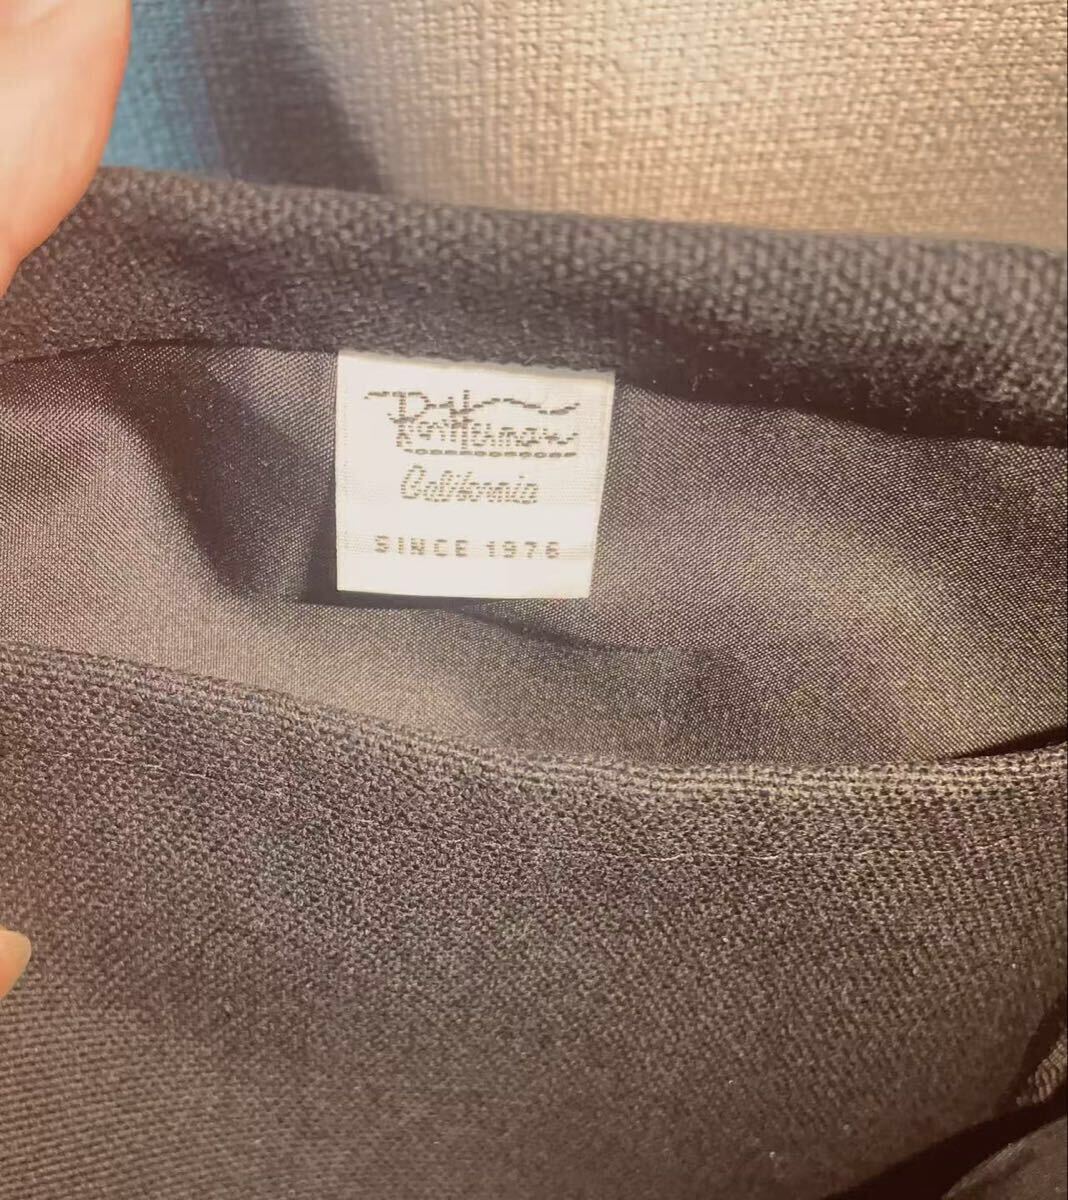 Ron Herman
California
SINCE 1976